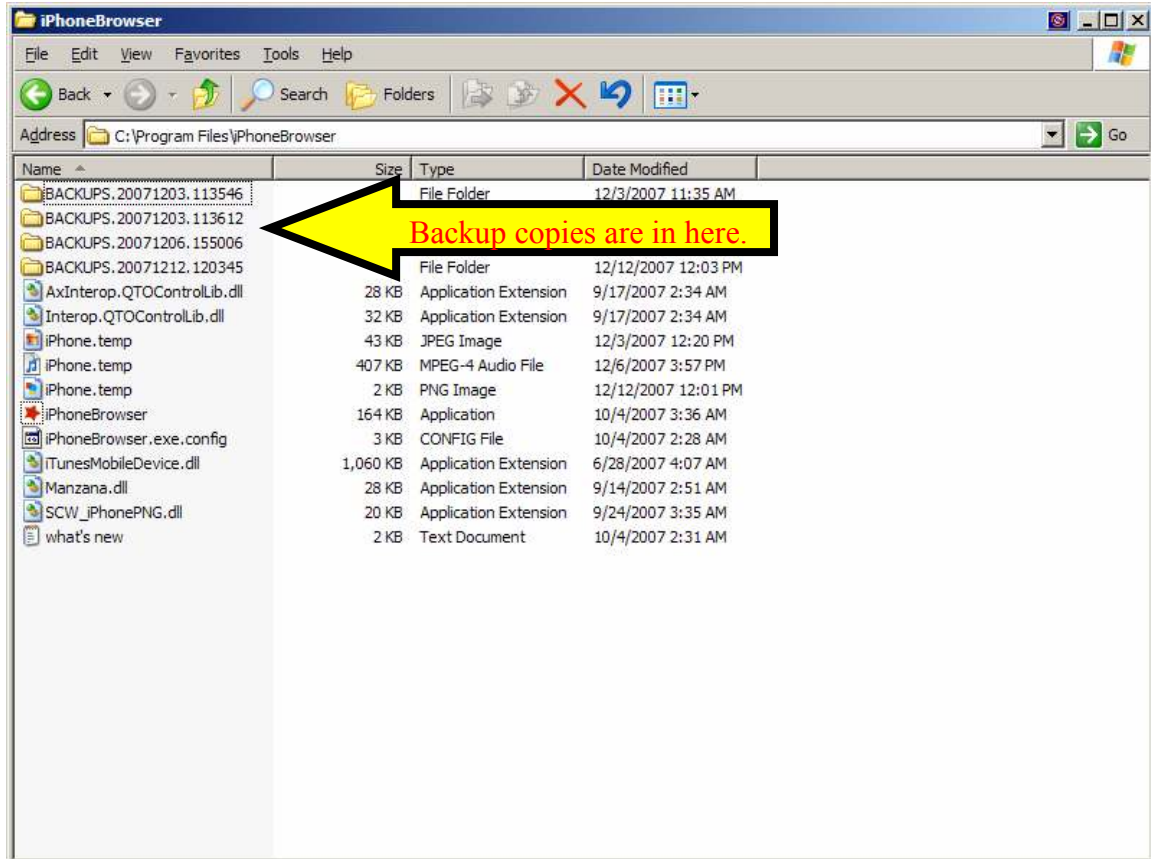 iPhoneBrowser
File Edit View Favorites Tools Help
Back Search Folders
Address C:\Program Files\iPhoneBrowser Go
Name Size Type Date Modified
BACKUPS.20071203.113546 File Folder 12/3/2007 11:35 AM
BACKUPS.20071203.113612
Backup copies are in here.
BACKUPS.20071206.155006
BACKUPS.20071212.120345 File Folder 12/12/2007 12:03 PM
AxInterop.QTOControlLib.dll 28 KB Application Extension 9/17/2007 2:34 AM
Interop.QTOControlLib.dll 32 KB Application Extension 9/17/2007 2:34 AM
iPhone.temp 43 KB JPEG Image 12/3/2007 12:20 PM
iPhone.temp 407 KB MPEG-4 Audio File 12/6/2007 3:57 PM
iPhone.temp 2 KB PNG Image 12/12/2007 12:01 PM
iPhoneBrowser 164 KB Application 10/4/2007 3:36 AM
iPhoneBrowser.exe.config 3 KB CONFIG File 10/4/2007 2:28 AM
iTunesMobileDevice.dll 1,060 KB Application Extension 6/28/2007 4:07 AM
Manzana.dll 28 KB Application Extension 9/14/2007 2:51 AM
SCW_iPhonePNG.dll 20 KB Application Extension 9/24/2007 3:35 AM
what's new 2 KB Text Document 10/4/2007 2:31 AM